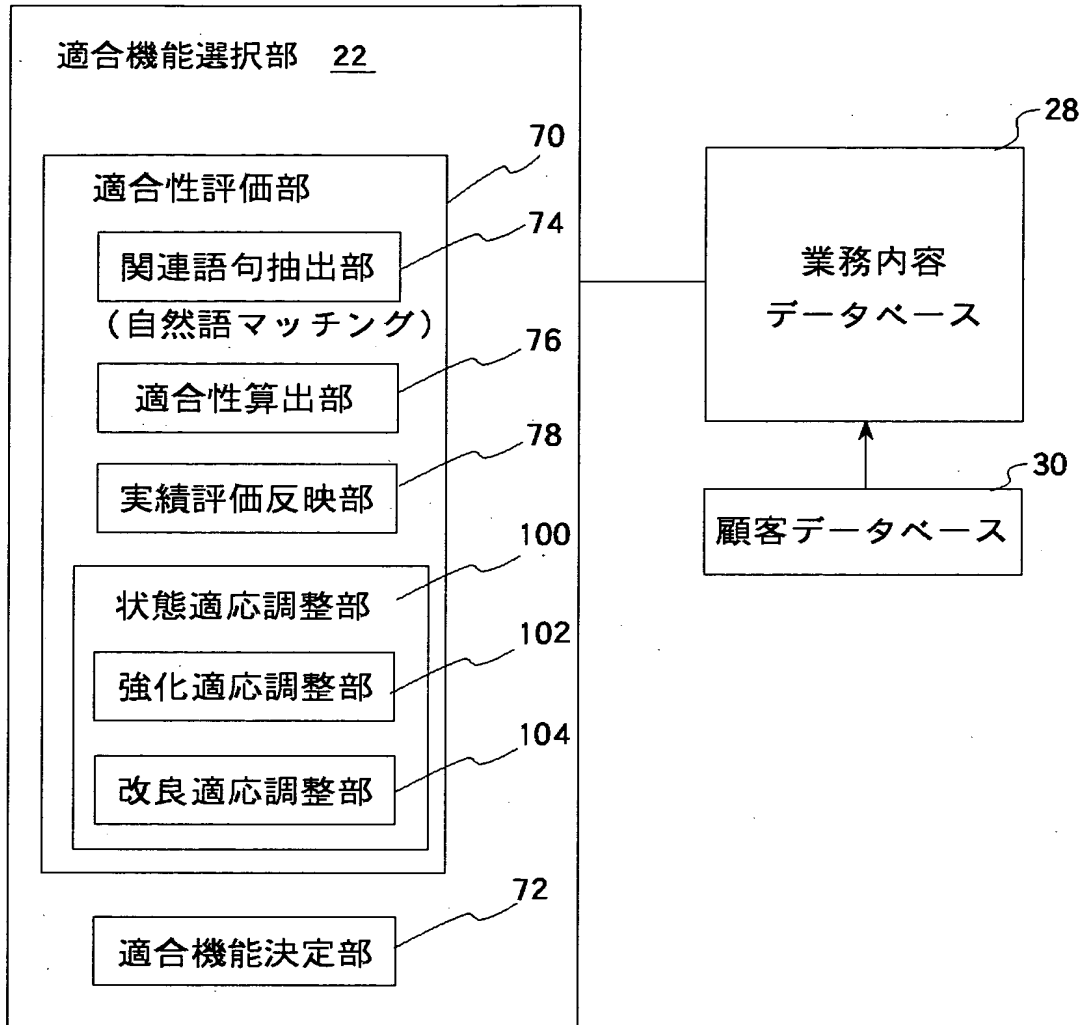 適合機能選択部 22
70
適合性評価部
74
関連語句抽出部
(自然語マッチング)
76
適合性算出部
78
実績評価反映部
100
状態適応調整部
102
強化適応調整部
104
改良適応調整部
72
適合機能決定部
28
業務内容
データベース
30
顧客データベース